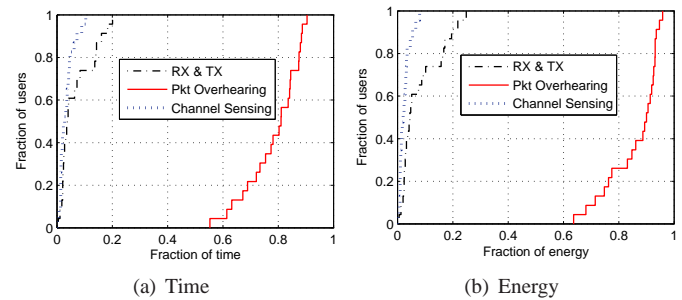 1
0.8
0.6
0.4
0.2
0
Fraction of users
RX & TX
Pkt Overhearing
Channel Sensing
0 0.2 0.4 0.6 0.8 1
Fraction of time
(a) Time
1
0.8
0.6
0.4
0.2
0
Fraction of users
RX & TX
Pkt Overhearing
Channel Sensing
0 0.2 0.4 0.6 0.8 1
Fraction of energy
(b) Energy